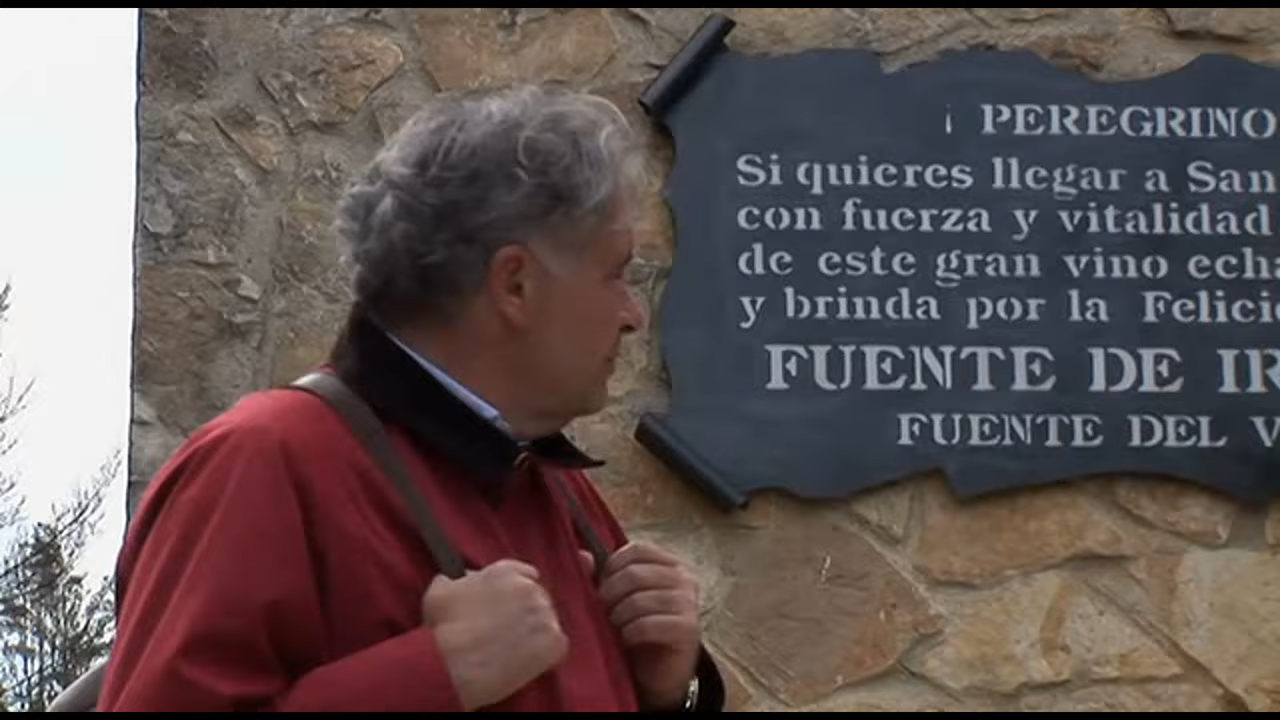 ¡ PEREGRINO
Si quieres llegar a San
con fuerza y vitalidad
de este gran vino echa
y brinda por la Felici
FUENTE DE IR
FUENTE DEL V